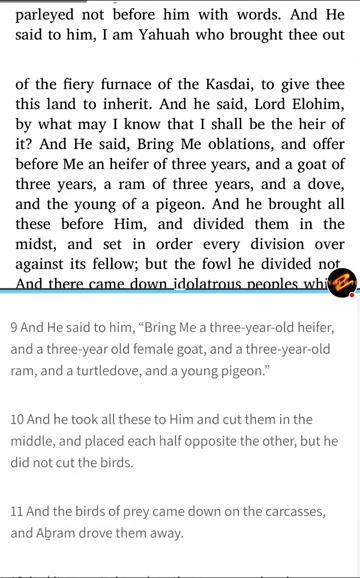 parleyed not before him with words. And He
said to him, I am Yahuah who brought thee out
of the fiery furnace of the Kasdai, to give thee
this land to inherit. And he said, Lord Elohim,
by what may I know that I shall be the heir of
it? And He said, Bring Me oblations, and offer
before Me an heifer of three years, and a goat of
three years, a ram of three years, and a dove,
and the young of a pigeon. And he brought all
these before Him, and divided them in the
midst, and set in order every division over
against its fellow; but the fowl he divided not.
And there came down idolatrous peoples
9 And He said to him, “Bring Me a three-year-old heifer,
and a three-year old female goat, and a three-year-old
ram, and a turtledove, and a young pigeon.”
10 And he took all these to Him and cut them in the
middle, and placed each half opposite the other, but he
did not cut the birds.
11 And the birds of prey came down on the carcasses,
and Aḇram drove them away.